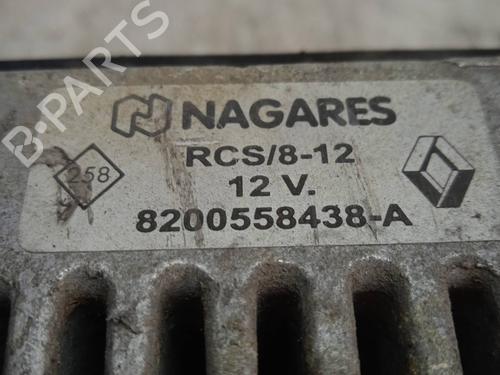 NAGARES
RCS/8-12
258
12 V.
8200558438-A
B-PARTS